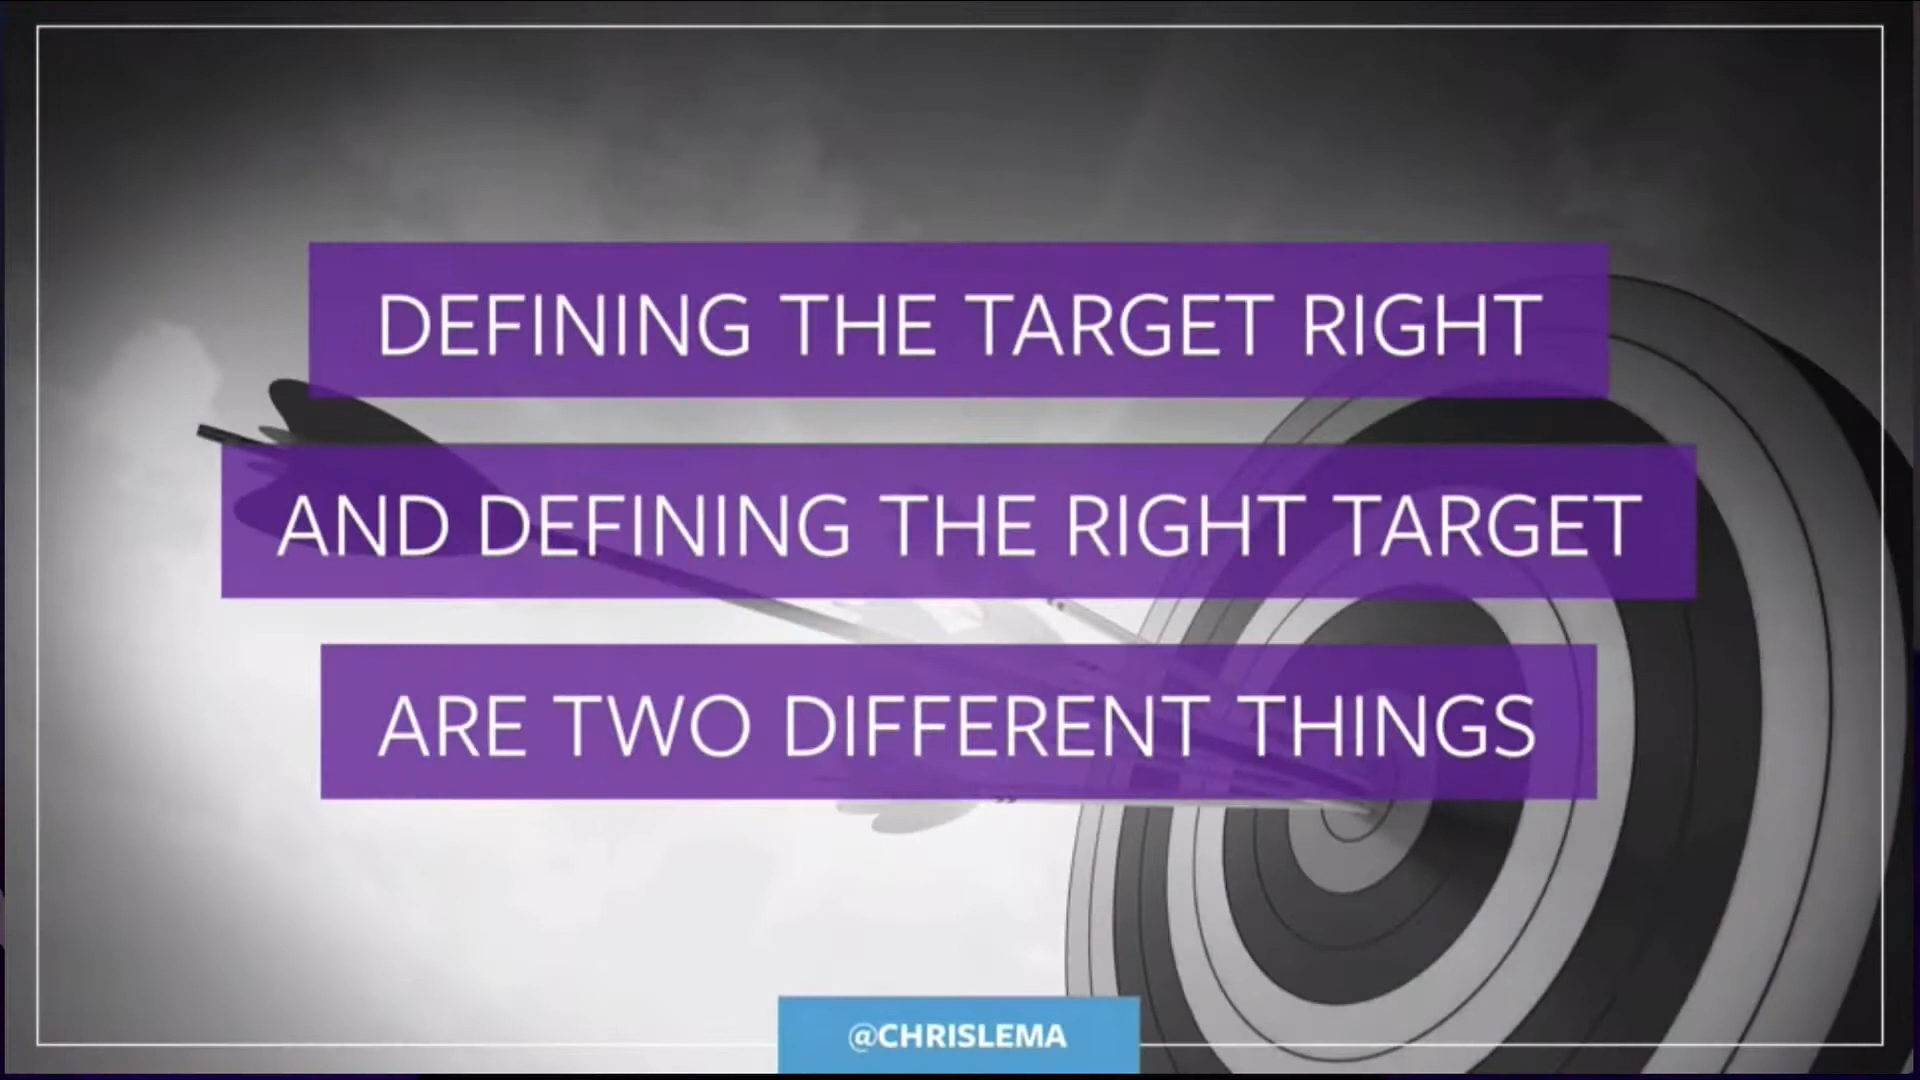 DEFINING THE TARGET RIGHT
AND DEFINING THE RIGHT TARGET
ARE TWO DIFFERENT THINGS
@CHRISLEMA